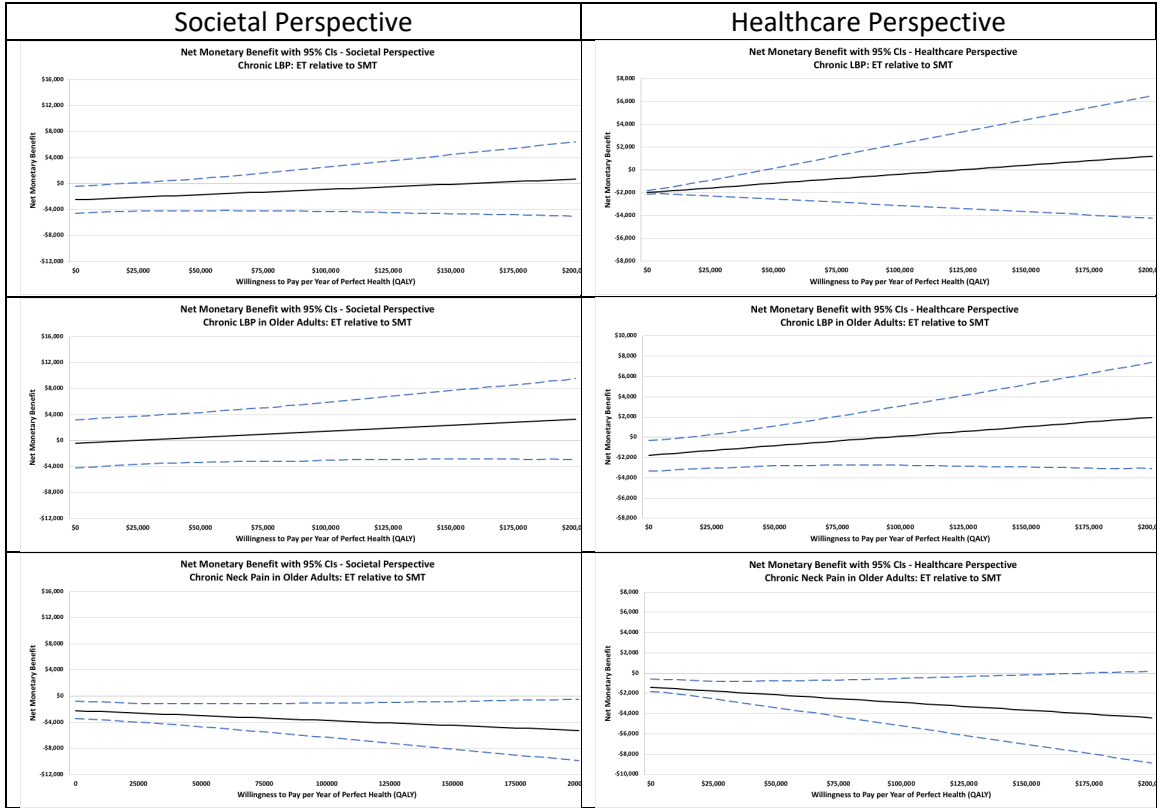 Societal Perspective
Healthcare Perspective
Net Monetary Benefit with 95% CIs - Societal Perspective
Chronic LBP: ET relative to SMT
$16,000
$12,000
$8,000
$4,000
$0
-$4,000
-$8,000
-$12,000
Net Monetary Benefit
$0 $25,000 $50,000 $75,000 $100,000 $125,000 $150,000 $175,000 $200,0
Willingness to Pay per Year of Perfect Health (QALY)
Net Monetary Benefit with 95% CIs - Healthcare Perspective
Chronic LBP: ET relative to SMT
$8,000
$6,000
$4,000
$2,000
$0
-$2,000
-$4,000
-$6,000
-$8,000
Net Monetary Benefit
$0 $25,000 $50,000 $75,000 $100,000 $125,000 $150,000 $175,000 $200,0
Willingness to Pay per Year of Perfect Health (QALY)
Net Monetary Benefit with 95% CIs - Societal Perspective
Chronic LBP in Older Adults: ET relative to SMT
$16,000
$12,000
$8,000
$4,000
$0
-$4,000
-$8,000
-$12,000
Net Monetary Benefit
$0 $25,000 $50,000 $75,000 $100,000 $125,000 $150,000 $175,000 $200,0
Willingness to Pay per Year of Perfect Health (QALY)
Net Monetary Benefit with 95% CIs - Healthcare Perspective
Chronic LBP in Older Adults: ET relative to SMT
$10,000
$8,000
$6,000
$4,000
$2,000
$0
-$2,000
-$4,000
-$6,000
-$8,000
Net Monetary Benefit
$0 $25,000 $50,000 $75,000 $100,000 $125,000 $150,000 $175,000 $200,0
Willingness to Pay per Year of Perfect Health (QALY)
Net Monetary Benefit with 95% CIs - Societal Perspective
Chronic Neck Pain in Older Adults: ET relative to SMT
$16,000
$12,000
$8,000
$4,000
$0
-$4,000
-$8,000
-$12,000
Net Monetary Benefit
0 25000 50000 75000 100000 125000 150000 175000 2000
Willingness to Pay per Year of Perfect Health (QALY)
Net Monetary Benefit with 95% CIs - Healthcare Perspective
Chronic Neck Pain in Older Adults: ET relative to SMT
$8,000
$6,000
$4,000
$2,000
$0
-$2,000
-$4,000
-$6,000
-$8,000
-$10,000
Net Monetary Benefit
$0 $25,000 $50,000 $75,000 $100,000 $125,000 $150,000 $175,000 $200,0
Willingness to Pay per Year of Perfect Health (QALY)